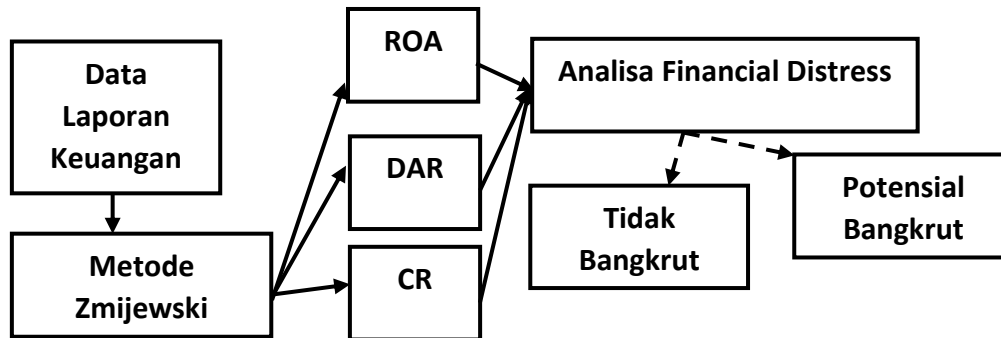 Data
Laporan
Keuangan
Metode
Zmijewski
ROA
DAR
CR
Analisa Financial Distress
Tidak
Bangkrut
Potensial
Bangkrut